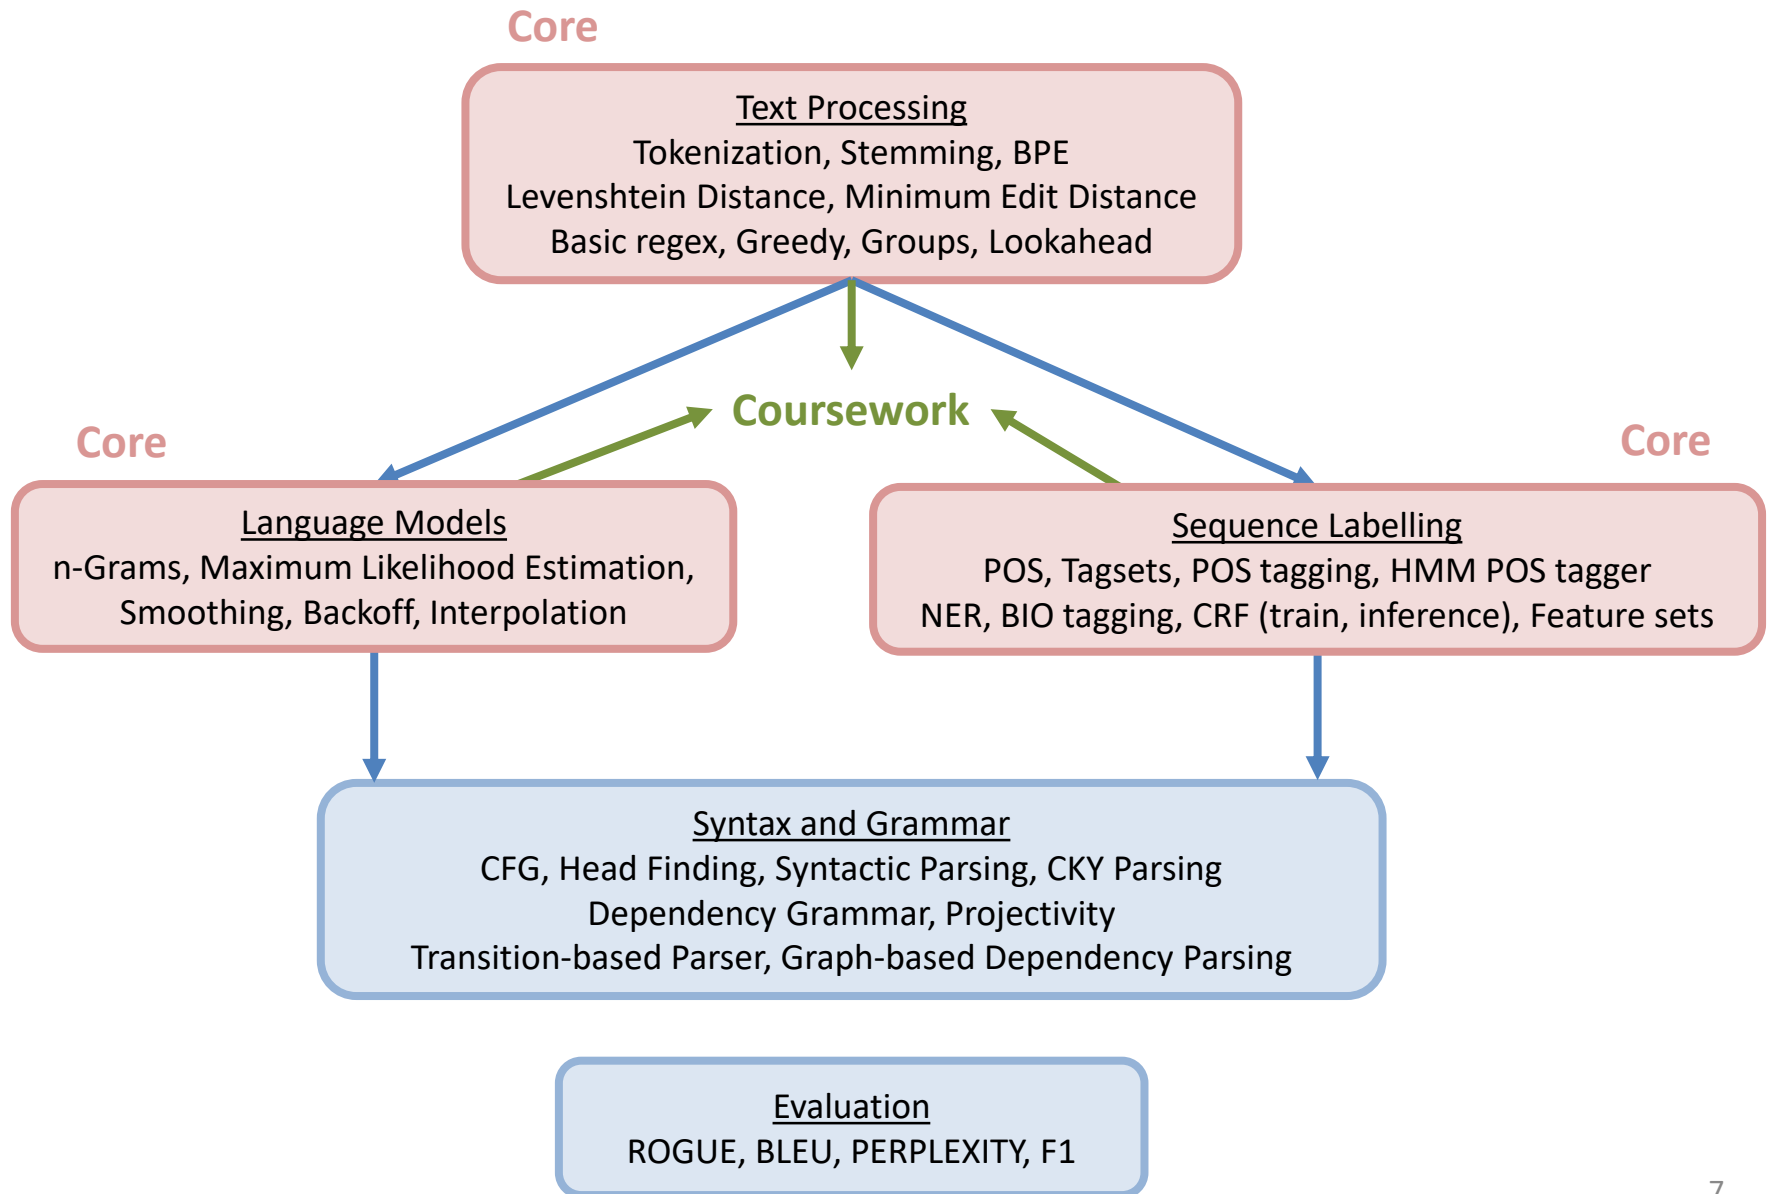 Core
Text Processing
Tokenization, Stemming, BPE
Levenshtein Distance, Minimum Edit Distance
Basic regex, Greedy, Groups, Lookahead
Coursework
Core
Core
Language Models
n-Grams, Maximum Likelihood Estimation,
Smoothing, Backoff, Interpolation
Sequence Labelling
POS, Tagsets, POS tagging, HMM POS tagger
NER, BIO tagging, CRF (train, inference), Feature sets
Syntax and Grammar
CFG, Head Finding, Syntactic Parsing, CKY Parsing
Dependency Grammar, Projectivity
Transition-based Parser, Graph-based Dependency Parsing
Evaluation
ROGUE, BLEU, PERPLEXITY, F1
7